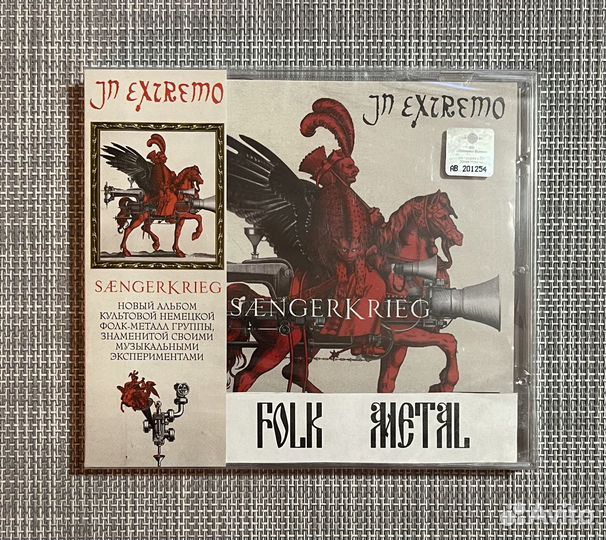 In Extremo
SÆNGERKRIEG
НОВЫЙ АЛЬБОМ
КУЛЬТОВОЙ НЕМЕЦКОЙ
ФОЛК-МЕТАЛЛ ГРУППЫ,
ЗНАМЕНИТОЙ СВОИМИ
МУЗЫКАЛЬНЫМИ
ЭКСПЕРИМЕНТАМИ
In Extremo
АВ 201254
SÆNGERKRIEG
FOLK METAL
Avito